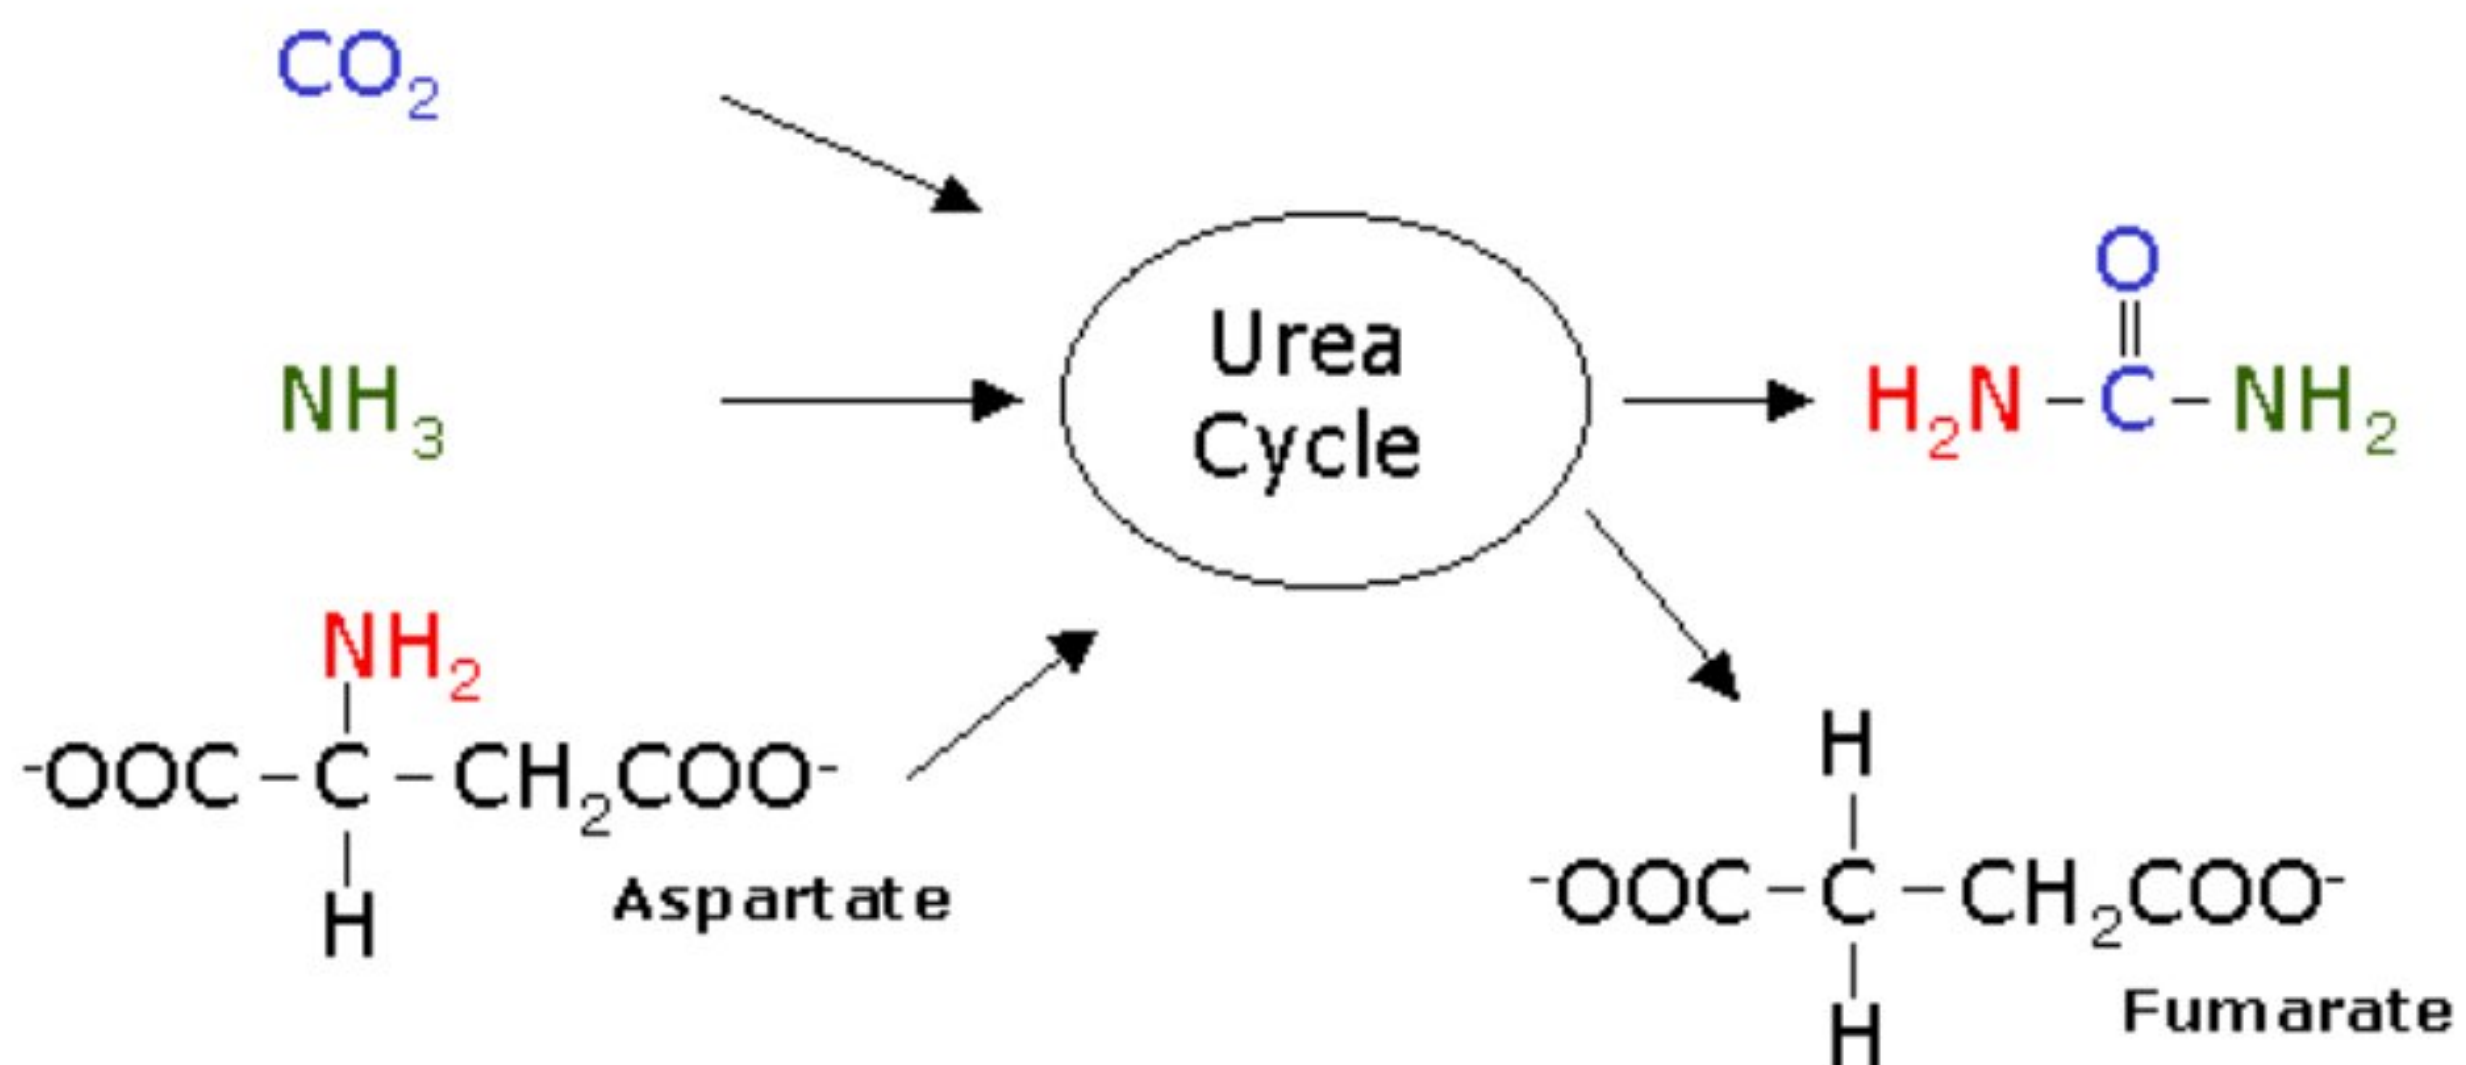 CO₂
NH₃
NH₂
⁻OOC–C–CH₂COO⁻
H
Aspartate
Urea
Cycle
O
H₂N–C–NH₂
H
⁻OOC–C–CH₂COO⁻
H
Fumarate